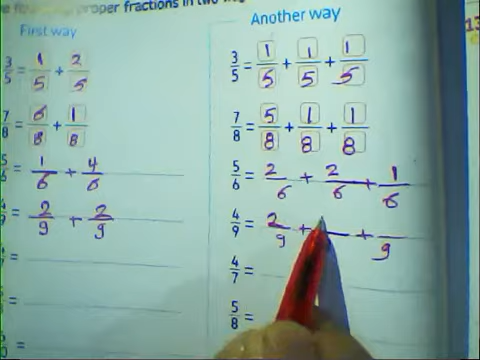 proper fractions in two
First way
Another way
3/5 = 1/5 + 2/5
3/5 = 1/5 + 1/5 + 1/5
7/8 = 6/8 + 1/8
7/8 = 5/8 + 1/8 + 1/8
5/6 = 1/6 + 4/6
5/6 = 2/6 + 2/6 + 1/6
4/9 = 2/9 + 2/9
4/9 = 2/9 + + /9
4/7 =
5/8 =